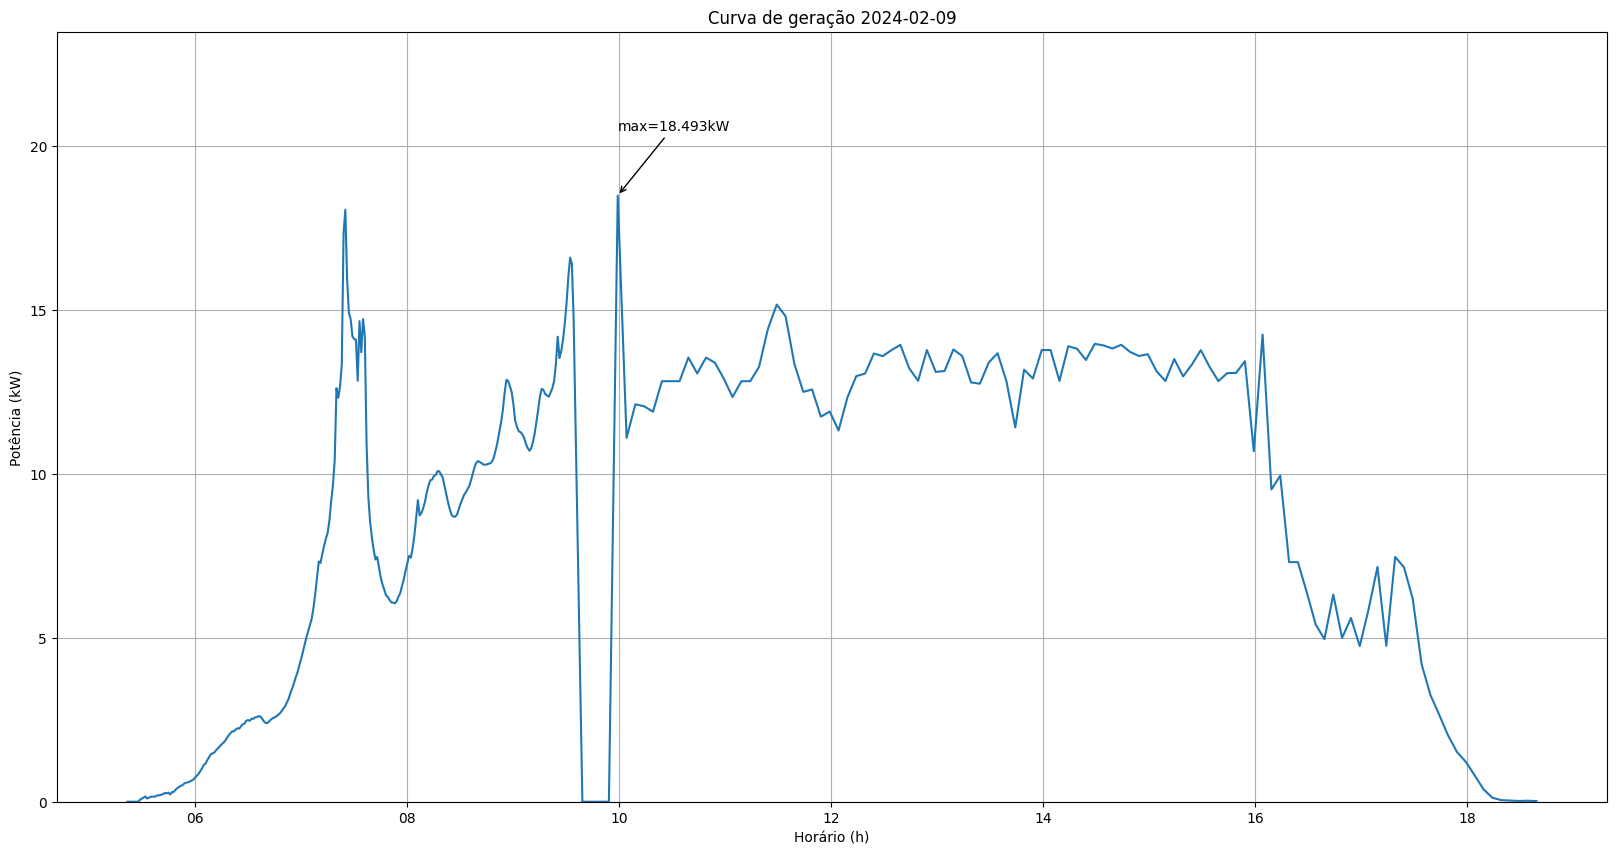 Curva de geração 2024-02-09
max=18.493kW
Potência (kW)
20
15
10
5
0
06 08 10 12 14 16 18
Horário (h)